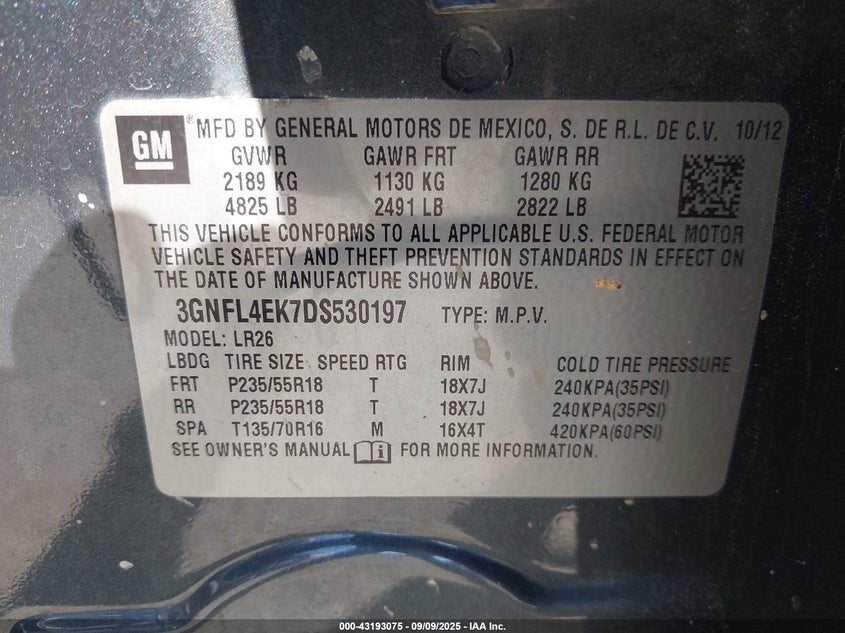 GM ® MFD BY GENERAL MOTORS DE MEXICO, S. DE R.L. DE C.V. 10/12
GVWR GAWR FRT GAWR RR
2189 KG 1130 KG 1280 KG
4825 LB 2491 LB 2822 LB
THIS VEHICLE CONFORMS TO ALL APPLICABLE U.S. FEDERAL MOTOR
VEHICLE SAFETY AND THEFT PREVENTION STANDARDS IN EFFECT ON
THE DATE OF MANUFACTURE SHOWN ABOVE.
3GNFL4EK7DS530197 TYPE: M.P.V.
MODEL: LR26
LBDG TIRE SIZE SPEED RTG RIM COLD TIRE PRESSURE
FRT P235/55R18 T 18X7J 240KPA(35PSI)
RR P235/55R18 T 18X7J 240KPA(35PSI)
SPA T135/70R16 M 16X4T 420KPA(60PSI)
SEE OWNER'S MANUAL i FOR MORE INFORMATION.
000-43193075 - 09/09/2025 - IAA Inc.